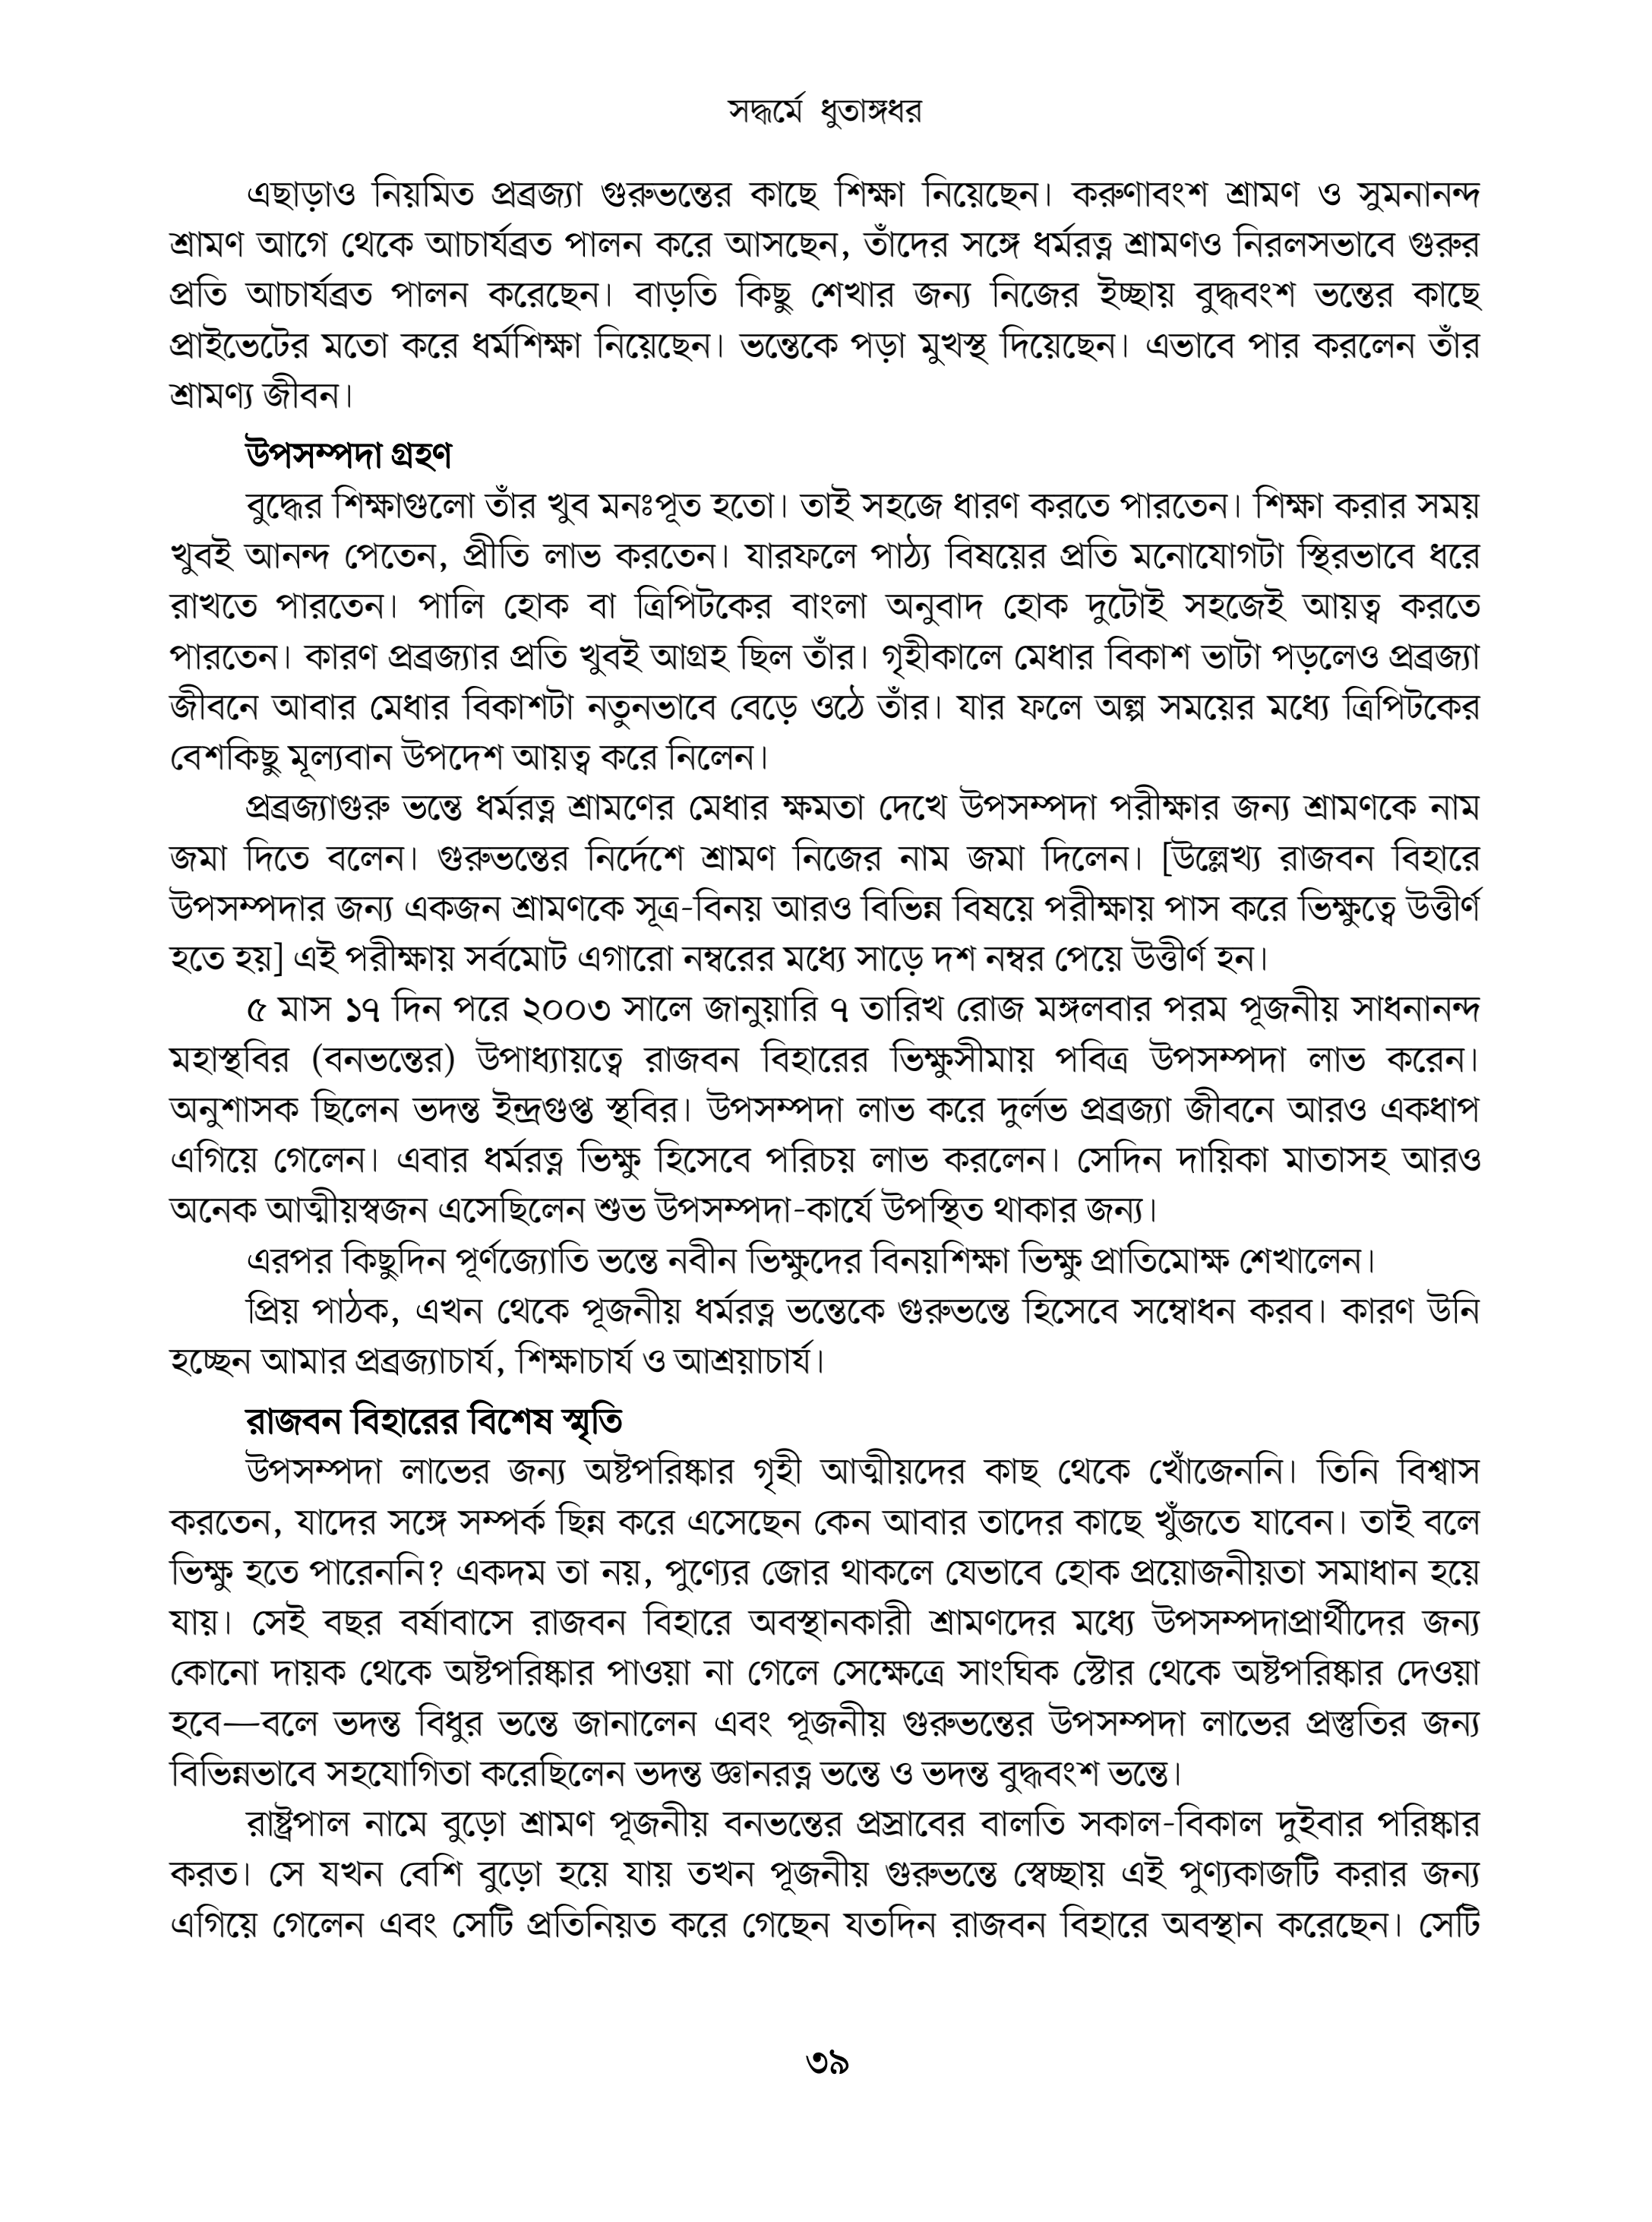 সদ্ধর্মে ধুতাঙ্গধর
এছাড়াও নিয়মিত প্রব্রজ্যা গুরুভন্তের কাছে শিক্ষা নিয়েছেন। করুণাবংশ শ্রামণ ও সুমনানন্দ
শ্রামণ আগে থেকে আচার্যব্রত পালন করে আসছেন, তাঁদের সঙ্গে ধর্মরত্ন শ্রামণও নিরলসভাবে গুরুর
প্রতি আচার্যব্রত পালন করেছেন। বাড়তি কিছু শেখার জন্য নিজের ইচ্ছায় বুদ্ধবংশ ভন্তের কাছে
প্রাইভেটের মতো করে ধর্মশিক্ষা নিয়েছেন। ভন্তেকে পড়া মুখস্থ দিয়েছেন। এভাবে পার করলেন তাঁর
শ্রামণ্য জীবন।
উপসম্পদা গ্রহণ
বুদ্ধের শিক্ষাগুলো তাঁর খুব মনঃপূত হতো। তাই সহজে ধারণ করতে পারতেন। শিক্ষা করার সময়
খুবই আনন্দ পেতেন, প্রীতি লাভ করতেন। যারফলে পাঠ্য বিষয়ের প্রতি মনোযোগটা স্থিরভাবে ধরে
রাখতে পারতেন। পালি হোক বা ত্রিপিটকের বাংলা অনুবাদ হোক দুটোই সহজেই আয়ত্ব করতে
পারতেন। কারণ প্রব্রজ্যার প্রতি খুবই আগ্রহ ছিল তাঁর। গৃহীকালে মেধার বিকাশ ভাটা পড়লেও প্রব্রজ্যা
জীবনে আবার মেধার বিকাশটা নতুনভাবে বেড়ে ওঠে তাঁর। যার ফলে অল্প সময়ের মধ্যে ত্রিপিটকের
বেশকিছু মূল্যবান উপদেশ আয়ত্ব করে নিলেন।
প্রব্রজ্যাগুরু ভন্তে ধর্মরত্ন শ্রামণের মেধার ক্ষমতা দেখে উপসম্পদা পরীক্ষার জন্য শ্রামণকে নাম
জমা দিতে বলেন। গুরুভন্তের নির্দেশে শ্রামণ নিজের নাম জমা দিলেন। [উল্লেখ্য রাজবন বিহারে
উপসম্পদার জন্য একজন শ্রামণকে সূত্র-বিনয় আরও বিভিন্ন বিষয়ে পরীক্ষায় পাস করে ভিক্ষুত্বে উত্তীর্ণ
হতে হয়] এই পরীক্ষায় সর্বমোট এগারো নম্বরের মধ্যে সাড়ে দশ নম্বর পেয়ে উত্তীর্ণ হন।
৫ মাস ১৭ দিন পরে ২০০৩ সালে জানুয়ারি ৭ তারিখ রোজ মঙ্গলবার পরম পূজনীয় সাধনানন্দ
মহাস্থবির (বনভন্তের) উপাধ্যায়ত্বে রাজবন বিহারের ভিক্ষুসীমায় পবিত্র উপসম্পদা লাভ করেন।
অনুশাসক ছিলেন ভদন্ত ইন্দ্রগুপ্ত স্থবির। উপসম্পদা লাভ করে দুর্লভ প্রব্রজ্যা জীবনে আরও একধাপ
এগিয়ে গেলেন। এবার ধর্মরত্ন ভিক্ষু হিসেবে পরিচয় লাভ করলেন। সেদিন দায়িকা মাতাসহ আরও
অনেক আত্মীয়স্বজন এসেছিলেন শুভ উপসম্পদা-কার্যে উপস্থিত থাকার জন্য।
এরপর কিছুদিন পূর্ণজ্যোতি ভন্তে নবীন ভিক্ষুদের বিনয়শিক্ষা ভিক্ষু প্রাতিমোক্ষ শেখালেন।
প্রিয় পাঠক, এখন থেকে পূজনীয় ধর্মরত্ন ভন্তেকে গুরুভন্তে হিসেবে সম্বোধন করব। কারণ উনি
হচ্ছেন আমার প্রব্রজ্যাচার্য, শিক্ষাচার্য ও আশ্রয়াচার্য।
রাজবন বিহারের বিশেষ স্মৃতি
উপসম্পদা লাভের জন্য অষ্টপরিষ্কার গৃহী আত্মীয়দের কাছ থেকে খোঁজেননি। তিনি বিশ্বাস
করতেন, যাদের সঙ্গে সম্পর্ক ছিন্ন করে এসেছেন কেন আবার তাদের কাছে খুঁজতে যাবেন। তাই বলে
ভিক্ষু হতে পারেননি? একদম তা নয়, পুণ্যের জোর থাকলে যেভাবে হোক প্রয়োজনীয়তা সমাধান হয়ে
যায়। সেই বছর বর্ষাবাসে রাজবন বিহারে অবস্থানকারী শ্রামণদের মধ্যে উপসম্পদাপ্রার্থীদের জন্য
কোনো দায়ক থেকে অষ্টপরিষ্কার পাওয়া না গেলে সেক্ষেত্রে সাংঘিক স্টোর থেকে অষ্টপরিষ্কার দেওয়া
হবে—বলে ভদন্ত বিধুর ভন্তে জানালেন এবং পূজনীয় গুরুভন্তের উপসম্পদা লাভের প্রস্তুতির জন্য
বিভিন্নভাবে সহযোগিতা করেছিলেন ভদন্ত জ্ঞানরত্ন ভন্তে ও ভদন্ত বুদ্ধবংশ ভন্তে।
রাষ্ট্রপাল নামে বুড়ো শ্রামণ পূজনীয় বনভন্তের প্রস্রাবের বালতি সকাল-বিকাল দুইবার পরিষ্কার
করত। সে যখন বেশি বুড়ো হয়ে যায় তখন পূজনীয় গুরুভন্তে স্বেচ্ছায় এই পুণ্যকাজটি করার জন্য
এগিয়ে গেলেন এবং সেটি প্রতিনিয়ত করে গেছেন যতদিন রাজবন বিহারে অবস্থান করেছেন। সেটি
৩৯